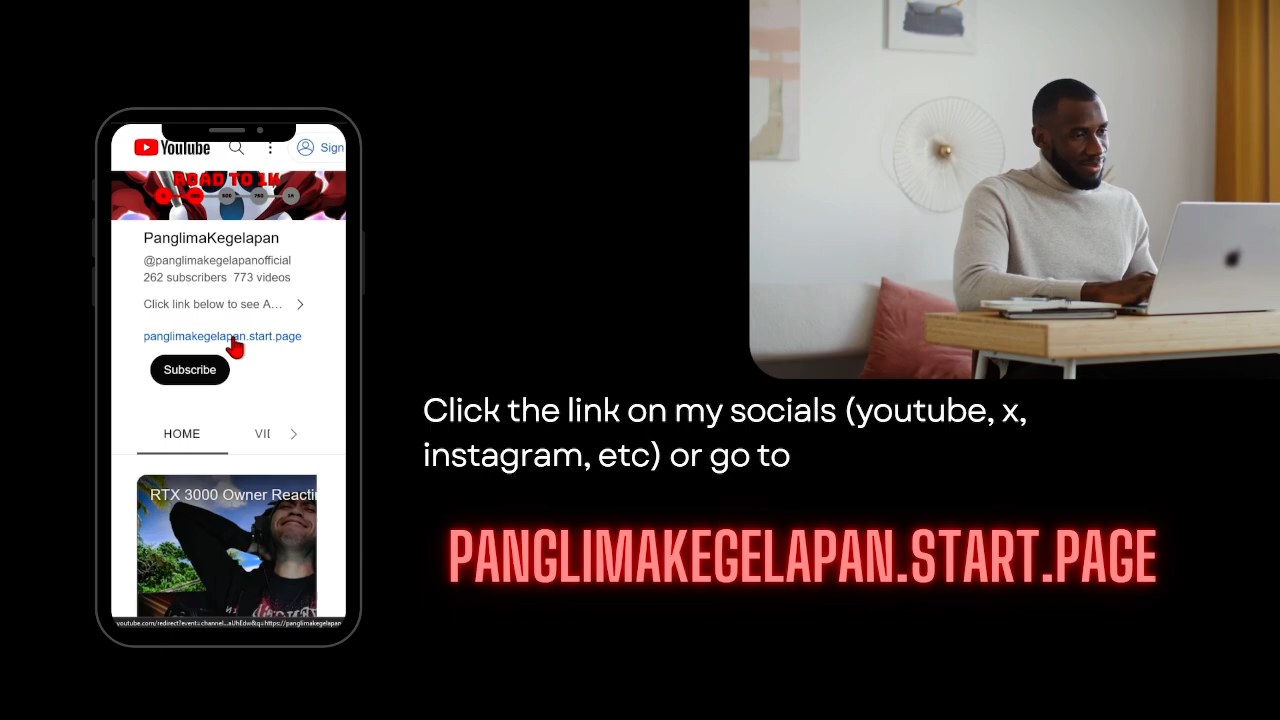 YouTube
Sign
ROAD TO 1K
PanglimaKegelapan
@panglimakegelapanofficial
262 subscribers 773 videos
Click link below to see A...
panglimakegelapan.start.page
Subscribe
HOME
RTX 3000 Owner Reactin
Click the link on my socials (youtube, x,
instagram, etc) or go to
PANGLIMAKEGELAPAN.START.PAGE